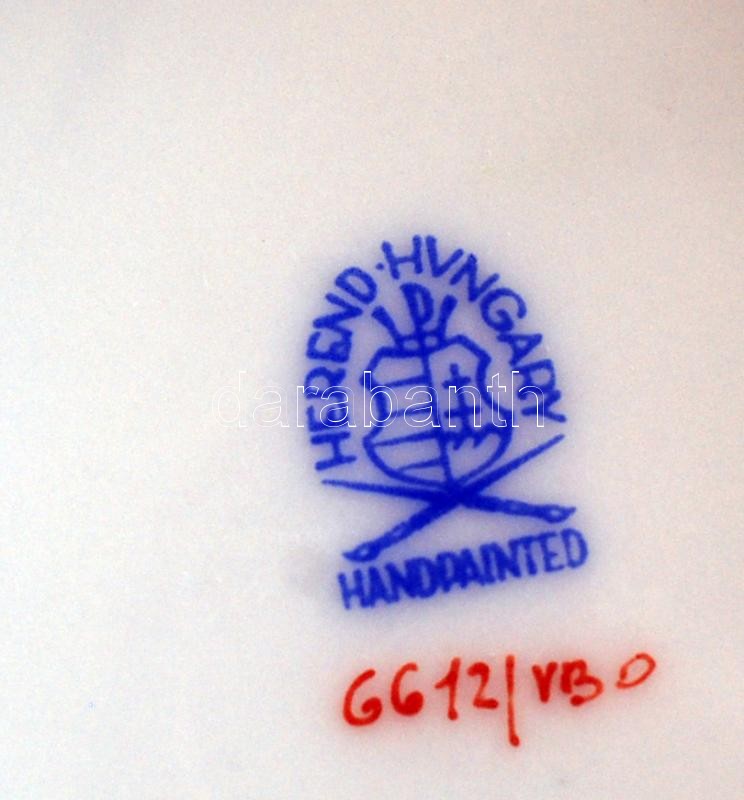 HEREND · HVNGARY
HANDPAINTED
6612/VBO
darabanth